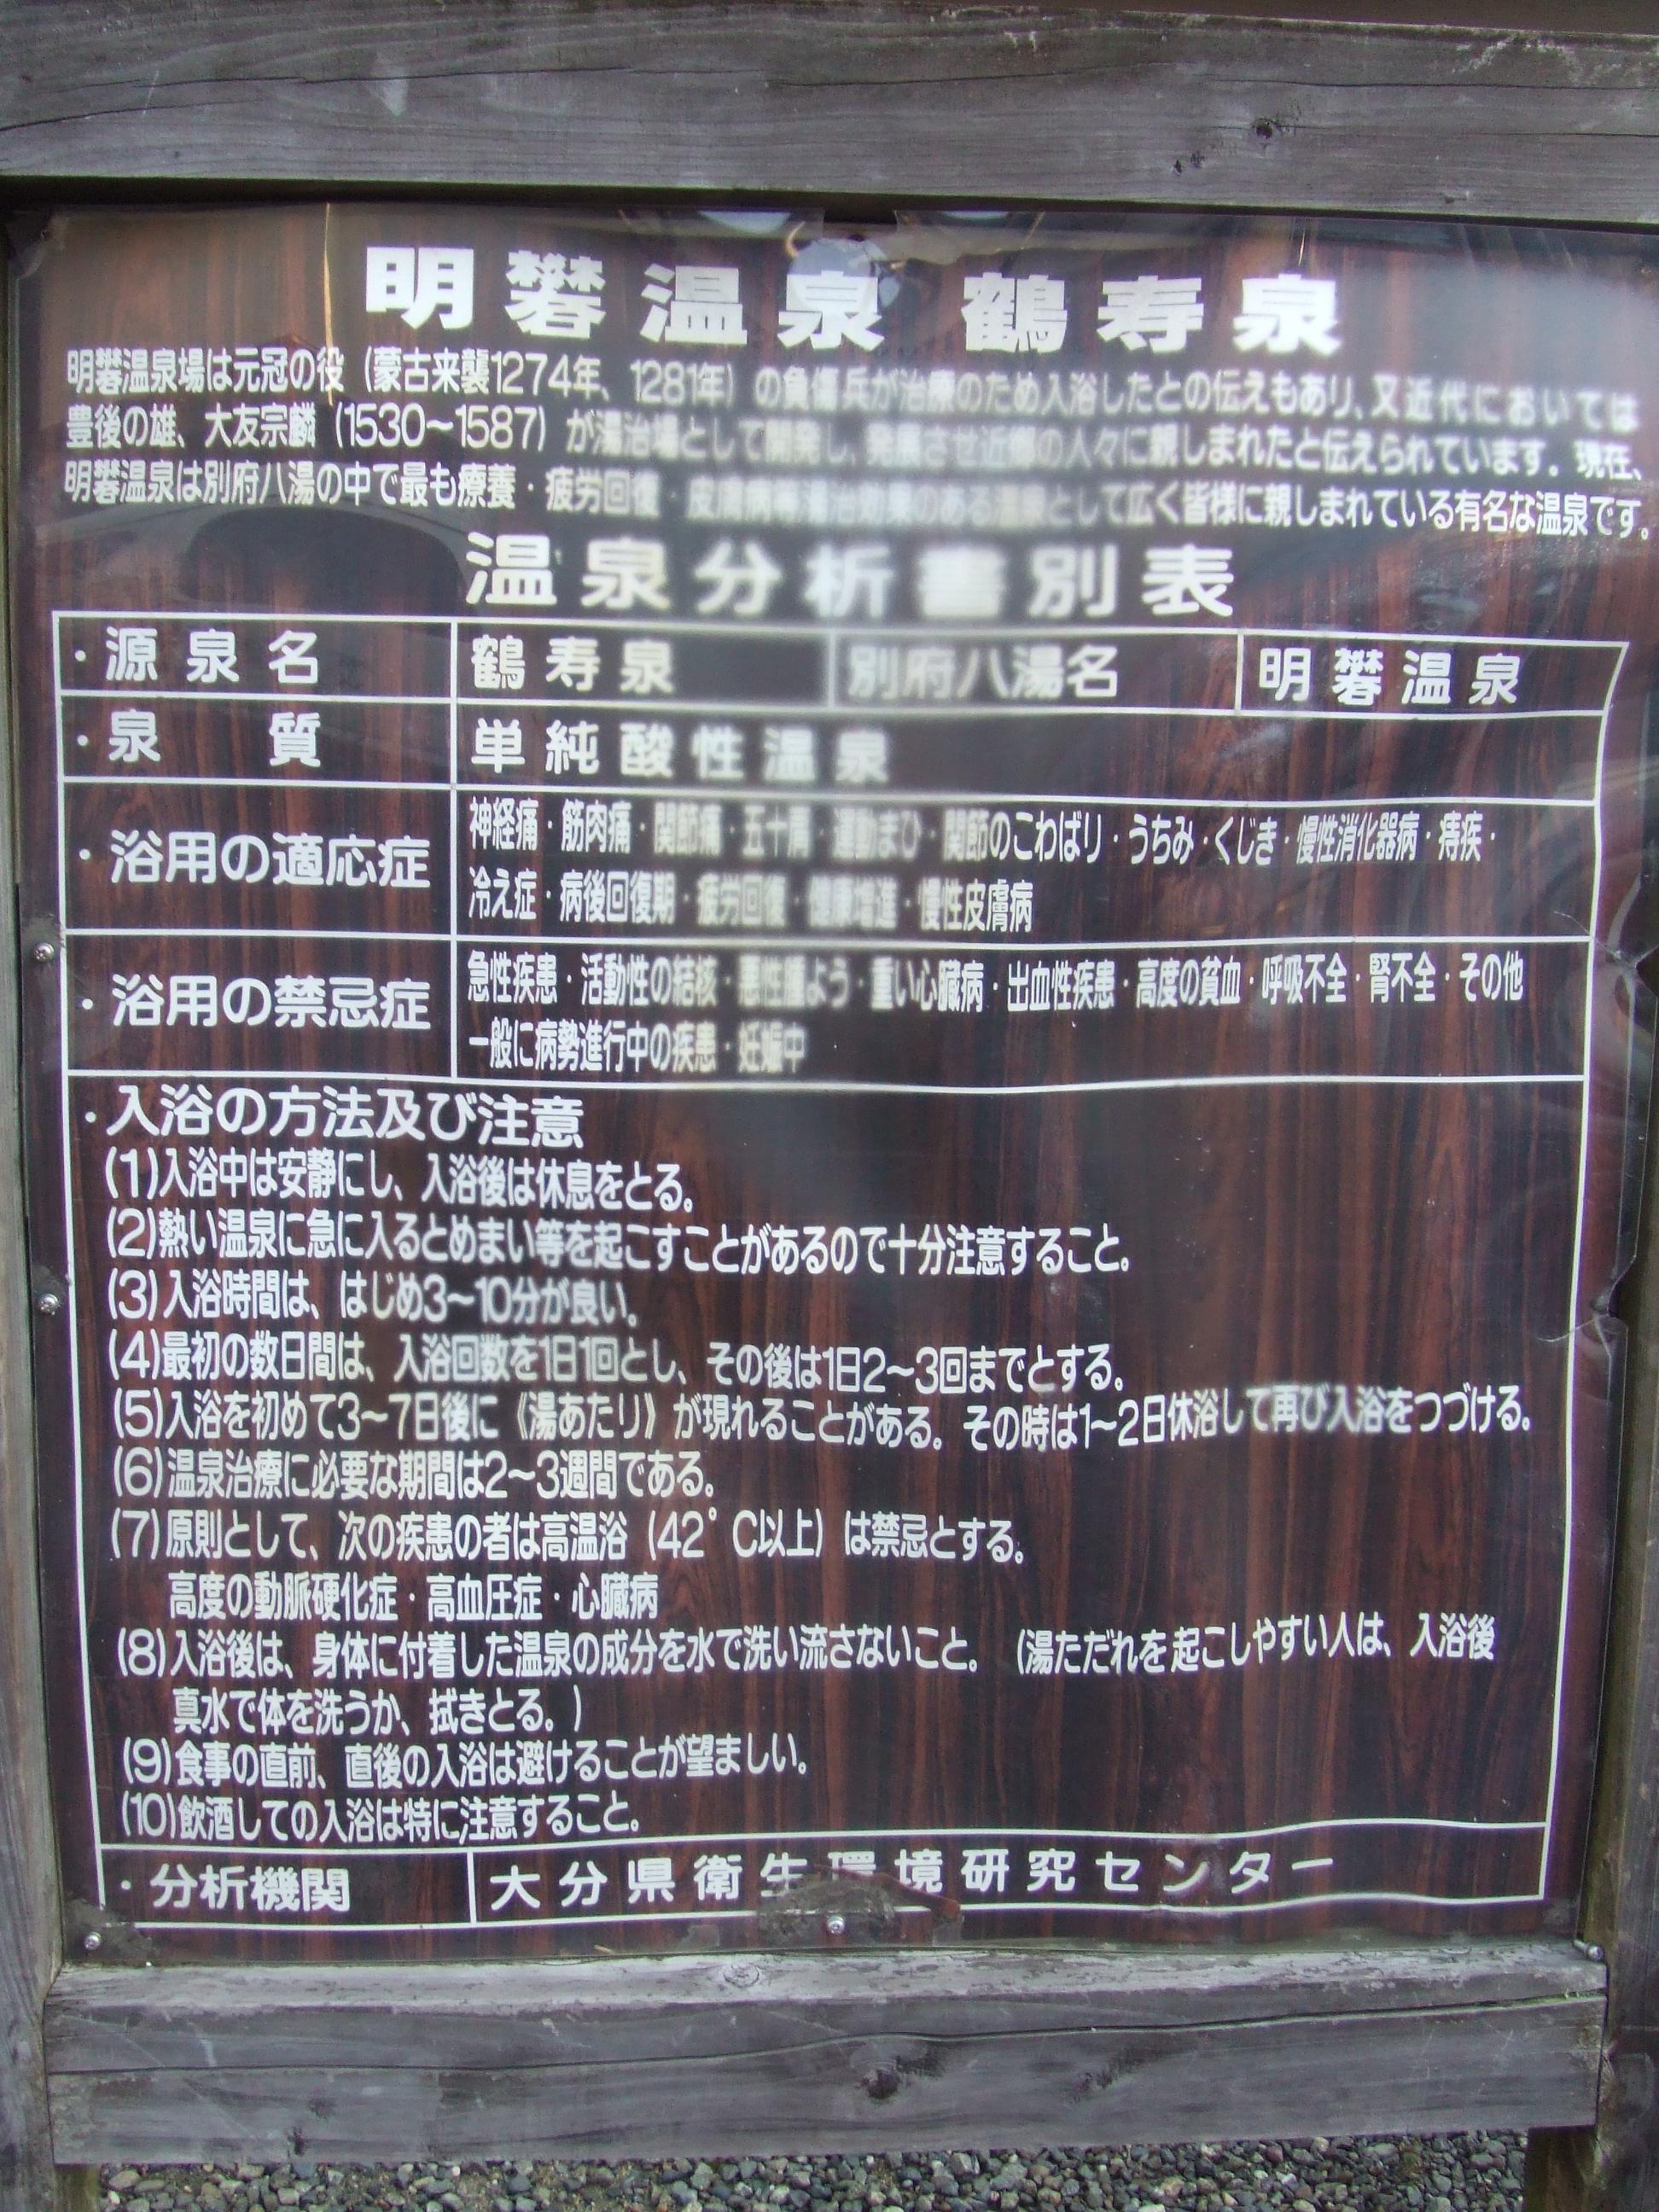 明礬温泉 鶴寿泉
明礬温泉場は元冠の役（蒙古来襲1274年、1281年）の負傷兵が治療のため入浴したとの伝えもあり、又近代においては
豊後の雄、大友宗麟（1530～1587）が湯治場として開発し、発展させ近郷の人々に親しまれたと伝えられています。現在、
明礬温泉は別府八湯の中で最も療養・疲労回復・皮膚病等のある温泉として広く皆様に親しまれている有名な温泉です。
温泉分析書別表
・源泉名 鶴寿泉 別府八湯名 明礬温泉
・泉質 単純酸性温泉
・浴用の適応症 神経痛・筋肉痛・関節痛・五十肩・運動まひ・関節のこわばり・うちみ・くじき・慢性消化器病・痔疾・
冷え症・病後回復期・疲労回復・健康増進・慢性皮膚病
・浴用の禁忌症 急性疾患・活動性の結核・悪性腫よう・重い心臓病・出血性疾患・高度の貧血・呼吸不全・腎不全・その他
一般に病勢進行中の疾患・妊娠中
・入浴の方法及び注意
(1)入浴中は安静にし、入浴後は休息をとる。
(2)熱い温泉に急に入るとめまい等を起こすことがあるので十分注意すること。
(3)入浴時間は、はじめ3～10分が良い。
(4)最初の数日間は、入浴回数を1日1回とし、その後は1日2～3回までとする。
(5)入浴を初めて3～7日後に《湯あたり》が現れることがある。その時は1～2日休浴して再び入浴をつづける。
(6)温泉治療に必要な期間は2～3週間である。
(7)原則として、次の疾患の者は高温浴（42°C以上）は禁忌とする。
高度の動脈硬化症・高血圧症・心臓病
(8)入浴後は、身体に付着した温泉の成分を水で洗い流さないこと。（湯ただれを起こしやすい人は、入浴後
真水で体を洗うか、拭きとる。）
(9)食事の直前、直後の入浴は避けることが望ましい。
(10)飲酒しての入浴は特に注意すること。
・分析機関 大分県衛生環境研究センター